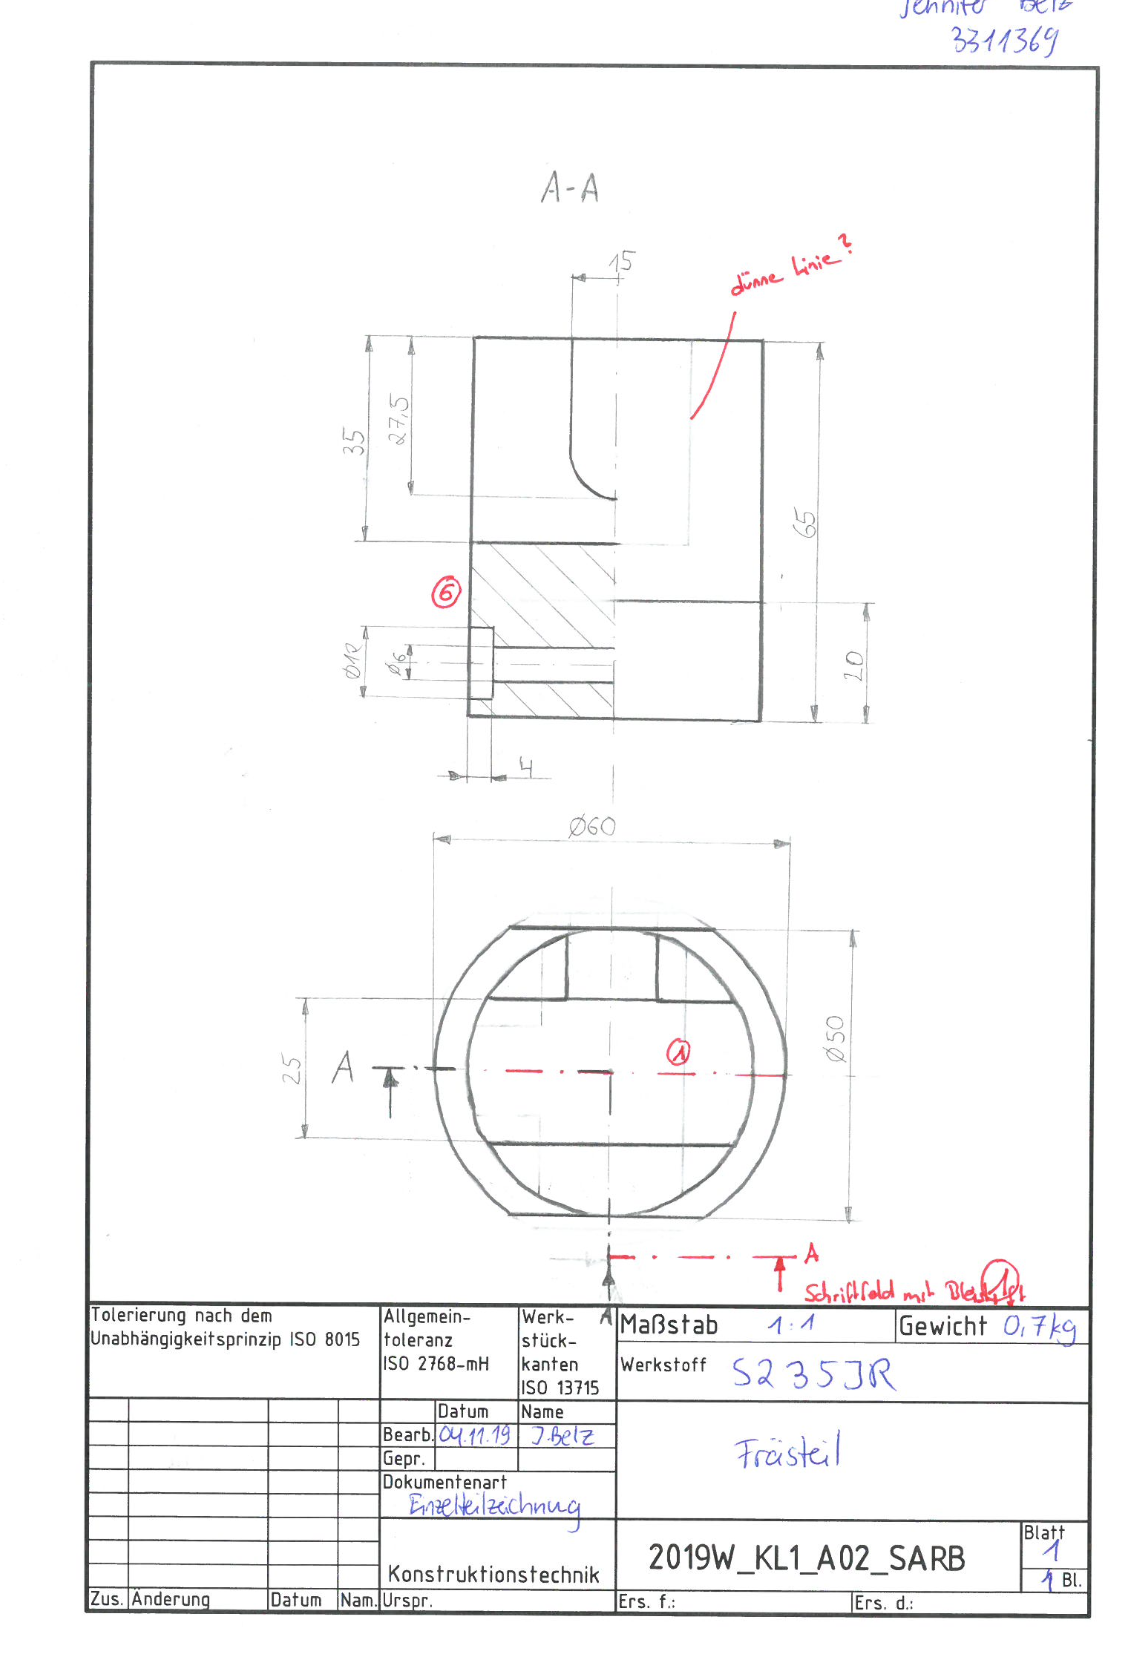 Jennifer Belz
3311369
A-A
15
dünne Linie?
35
27,5
65
6
Ø12
Ø6
20
4
Ø60
25
A
1
Ø50
A
Schriftfeld mit Bleistift
1
A
Tolerierung nach dem
Unabhängigkeitsprinzip ISO 8015
Allgemein-
toleranz
ISO 2768-mH
Werk-
stück-
kanten
ISO 13715
Maßstab 1:1
Gewicht 0,7kg
Werkstoff S235JR
Datum Name
Bearb. 04.11.19 J.Belz
Gepr.
Frästeil
Dokumentenart
Einzelteilzeichnung
Konstruktionstechnik
2019W_KL1_A02_SARB
Blatt
1
1 Bl.
Zus. Änderung Datum Nam. Urspr. Ers. f.: Ers. d.: